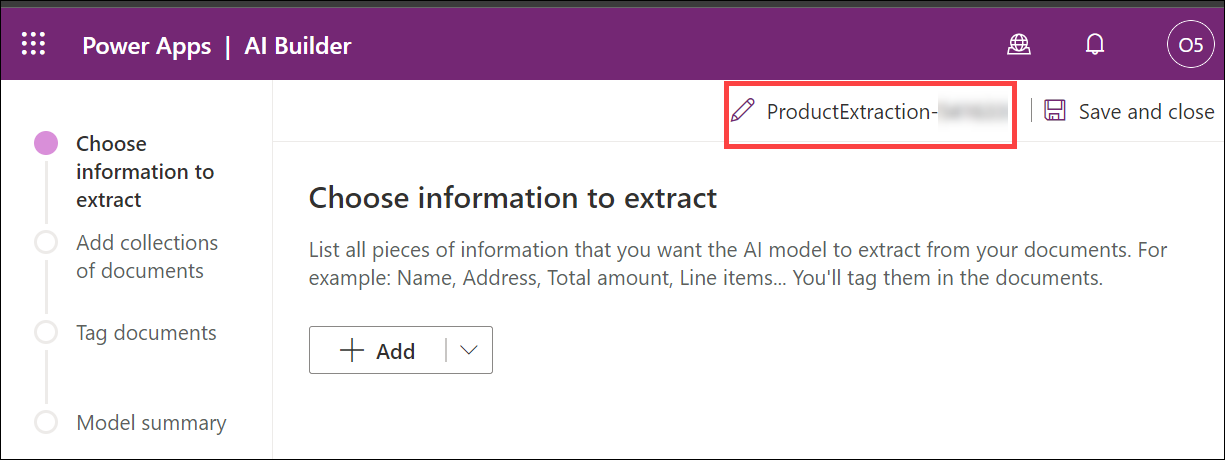 Power Apps | AI Builder
O5
ProductExtraction-
Save and close
Choose
information to
extract
Add collections
of documents
Tag documents
Model summary
Choose information to extract
List all pieces of information that you want the AI model to extract from your documents. For
example: Name, Address, Total amount, Line items... You'll tag them in the documents.
Add